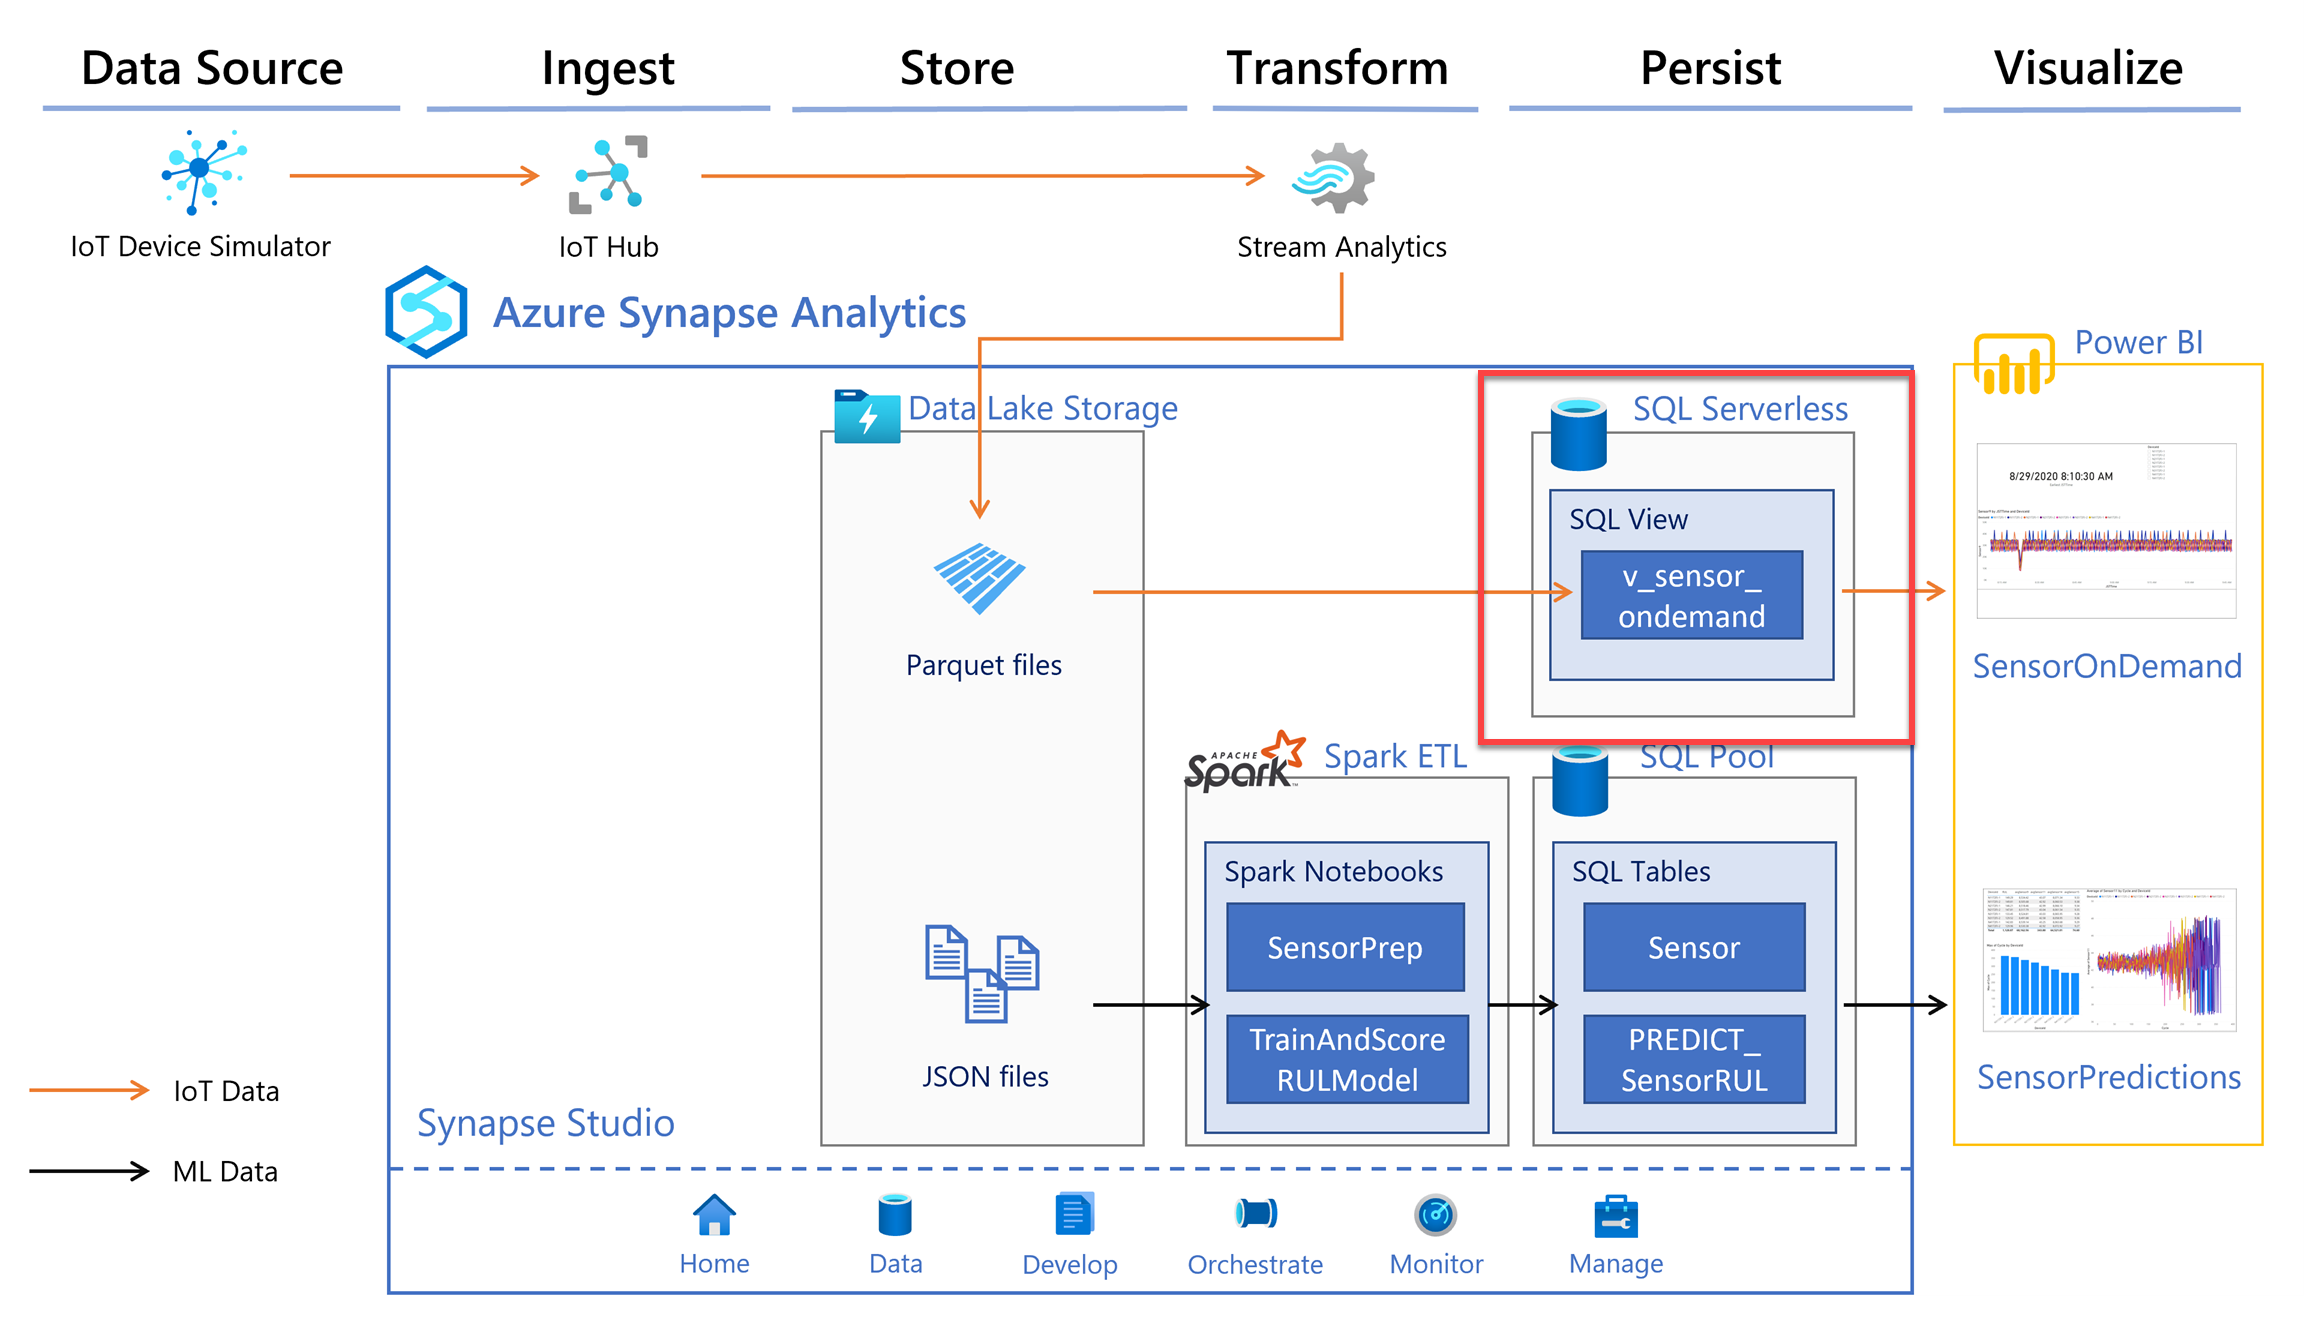 Data Source
Ingest
Store
Transform
Persist
Visualize
IoT Device Simulator
IoT Hub
Stream Analytics
Azure Synapse Analytics
Power BI
Data Lake Storage
SQL Serverless
8/29/2020 8:10:30 AM
SQL View
v_sensor_
ondemand
Parquet files
SensorOnDemand
APACHE
Spark
Spark ETL
SQL Pool
Spark Notebooks
SQL Tables
SensorPrep
Sensor
TrainAndScore
RULModel
PREDICT_
SensorRUL
JSON files
SensorPredictions
IoT Data
ML Data
Synapse Studio
Home
Data
Develop
Orchestrate
Monitor
Manage